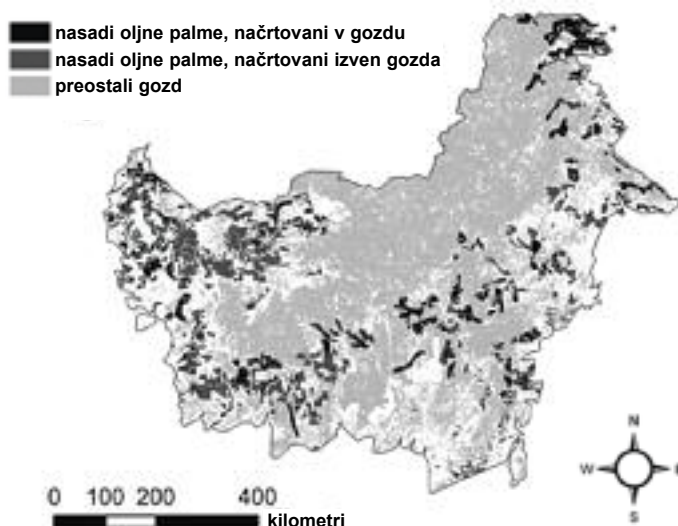 nasadi oljne palme, načrtovani v gozdu
nasadi oljne palme, načrtovani izven gozda
preostali gozd
N
W
E
S
0 100 200 400
kilometri